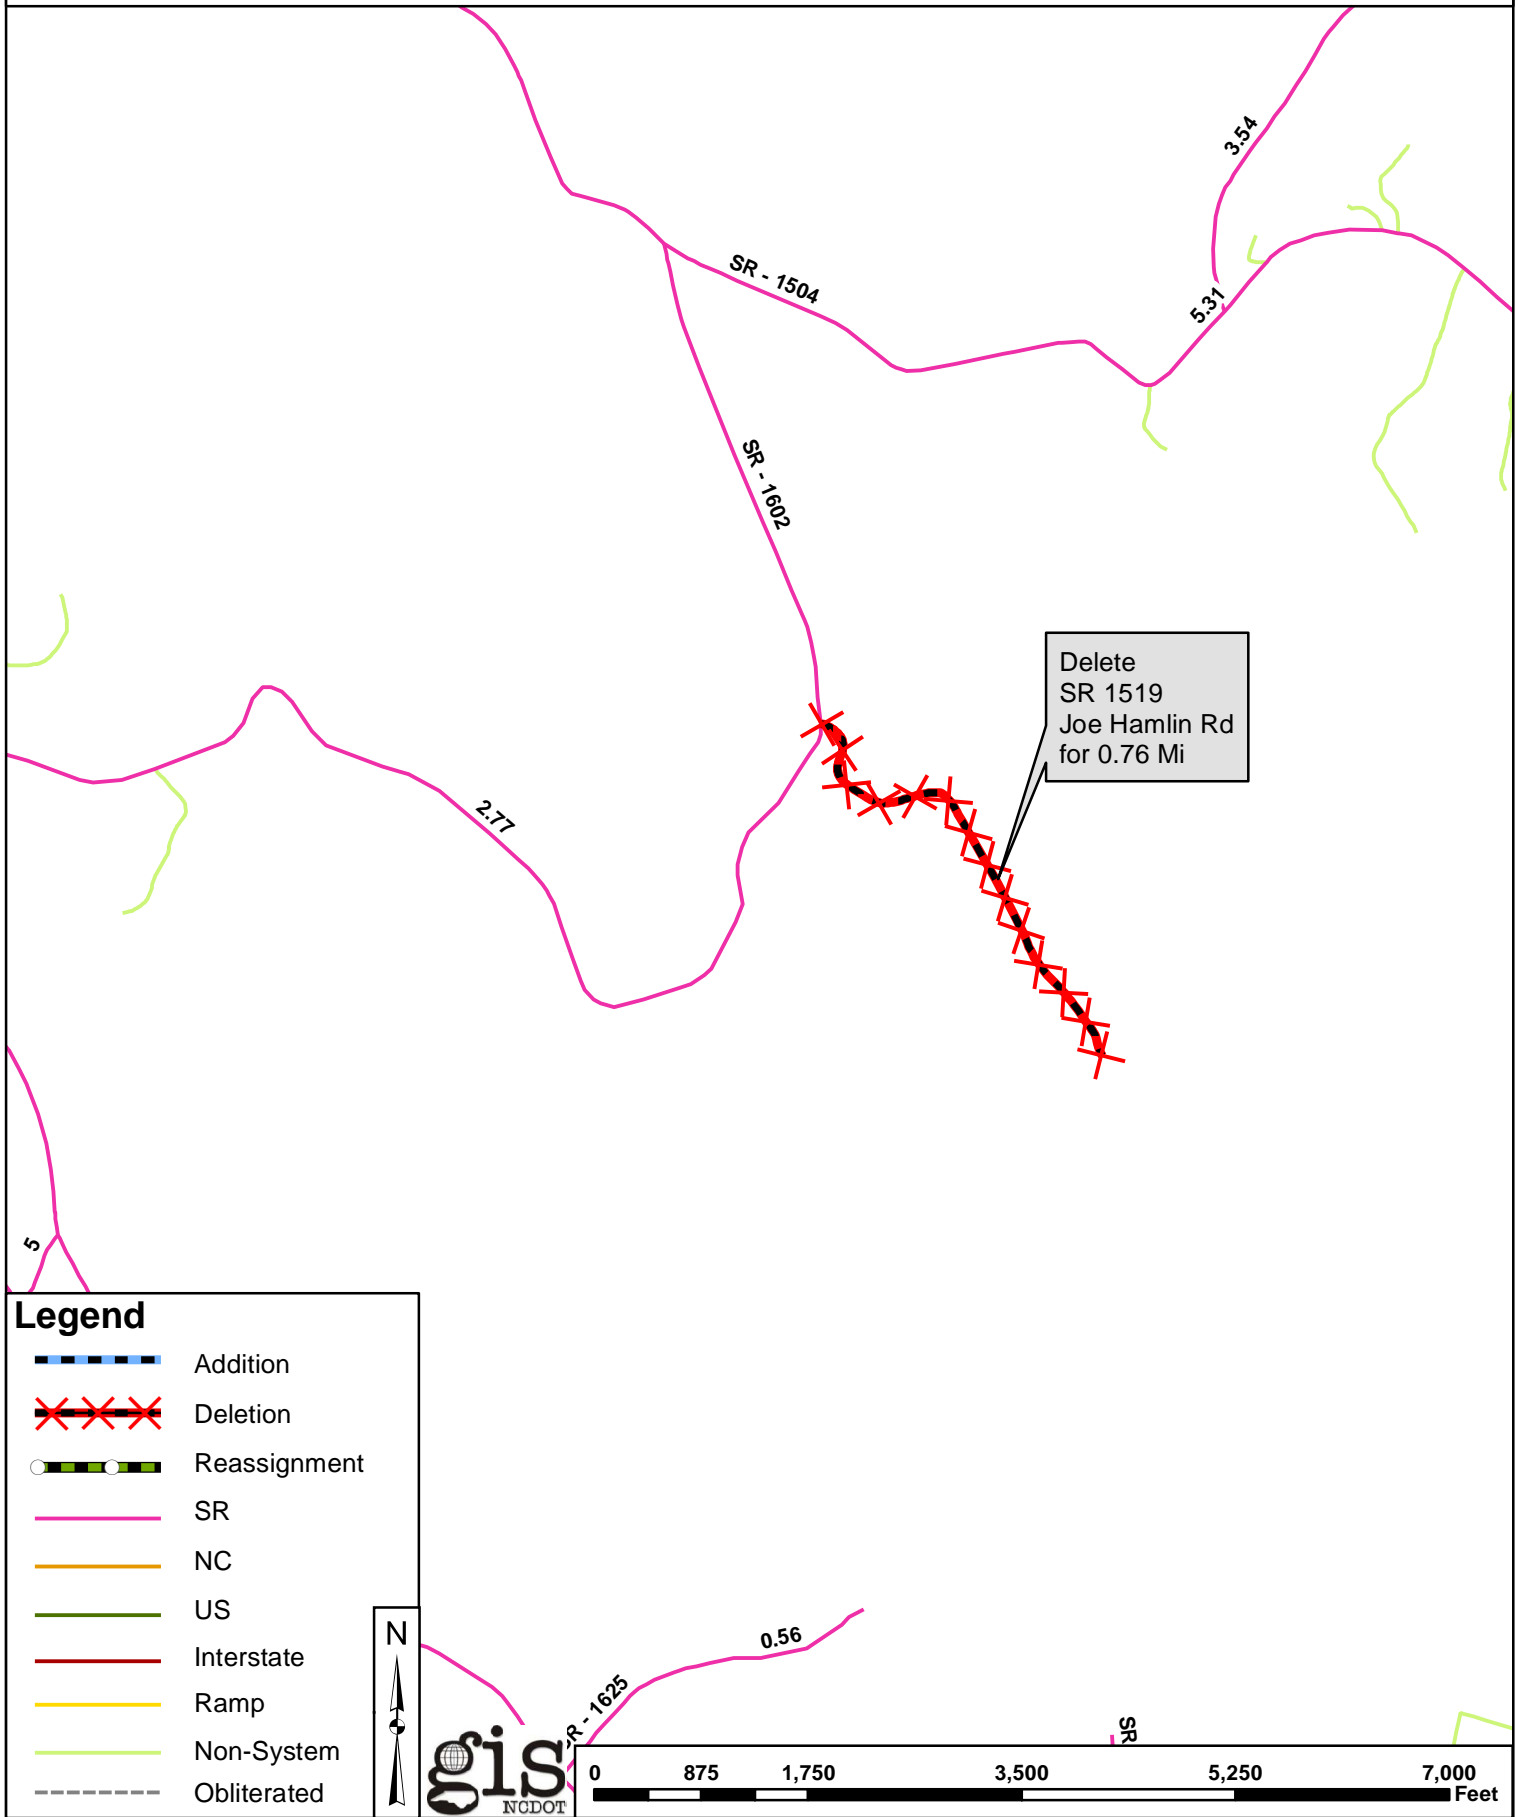 3.54
SR - 1504
5.31
SR - 1602
Delete
SR 1519
Joe Hamlin Rd
for 0.76 Mi
2.77
5
Legend
Addition
Deletion
Reassignment
SR
NC
US
Interstate
Ramp
Non-System
Obliterated
N
gis
NCDOT
0.56
SR - 1625
SR
0 875 1,750 3,500 5,250 7,000
Feet